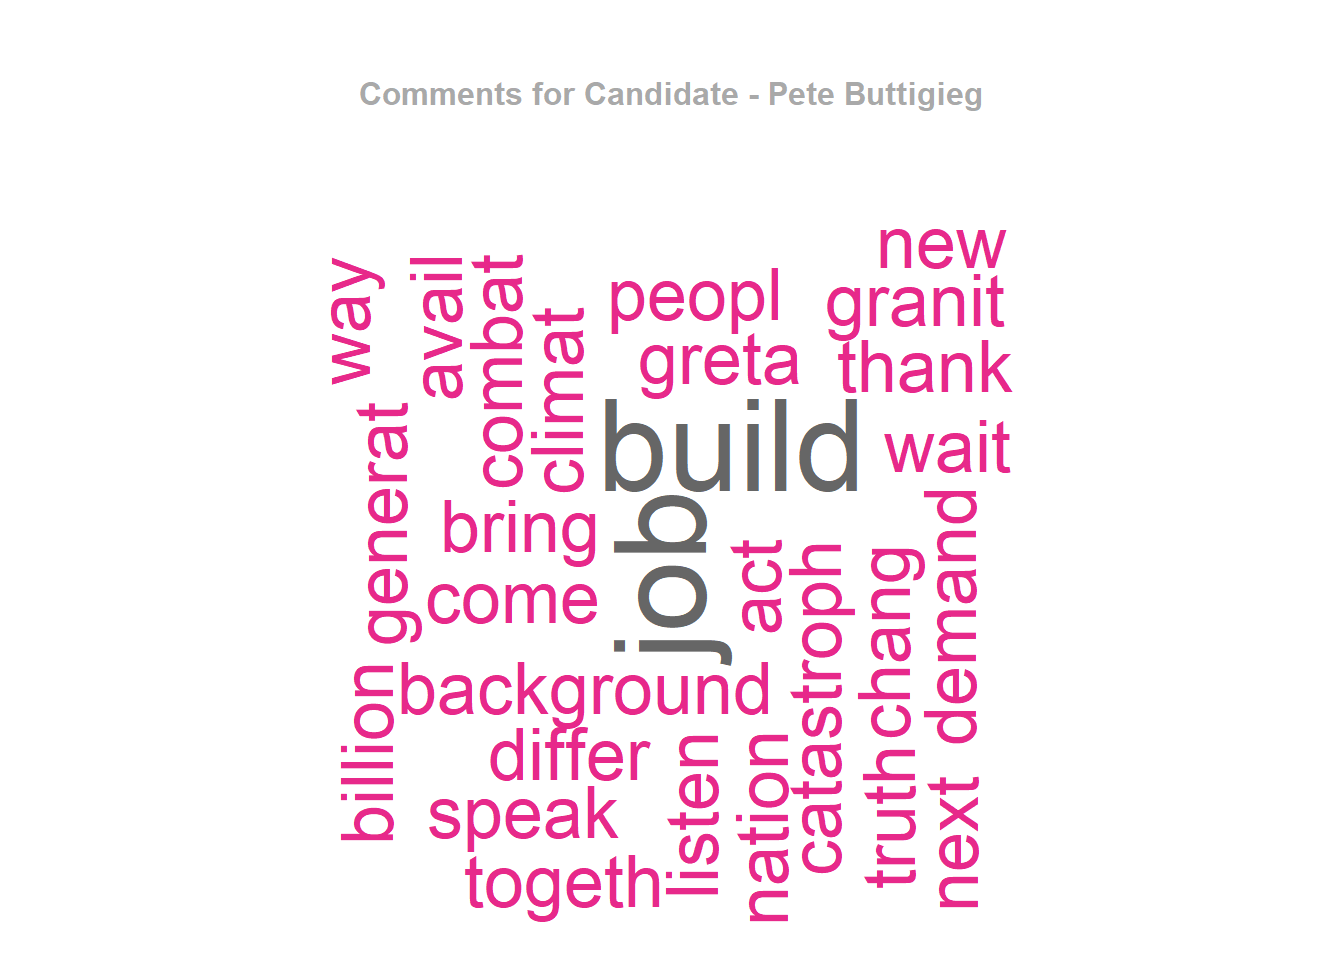 Comments for Candidate - Pete Buttigieg
new
way
avail
combat
climat
peopl
granit
greta
thank
build
wait
generat
bring
job
demand
come
act
catastroph
chang
billion
background
differ
listen
nation
truth
next
speak
togeth